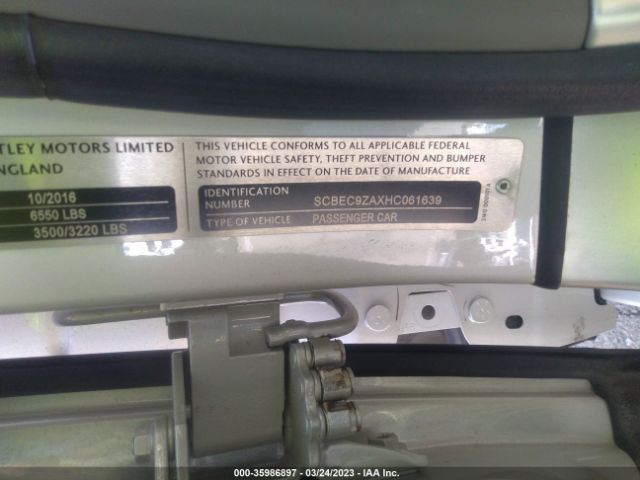 TLEY MOTORS LIMITED
NGLAND
10/2016
6550 LBS
3500/3220 LBS
THIS VEHICLE CONFORMS TO ALL APPLICABLE FEDERAL
MOTOR VEHICLE SAFETY, THEFT PREVENTION AND BUMPER
STANDARDS IN EFFECT ON THE DATE OF MANUFACTURE
IDENTIFICATION
NUMBER
SCBEC9ZAXHC061639
TYPE OF VEHICLE
PASSENGER CAR
000-35986897 - 03/24/2023 - IAA Inc.